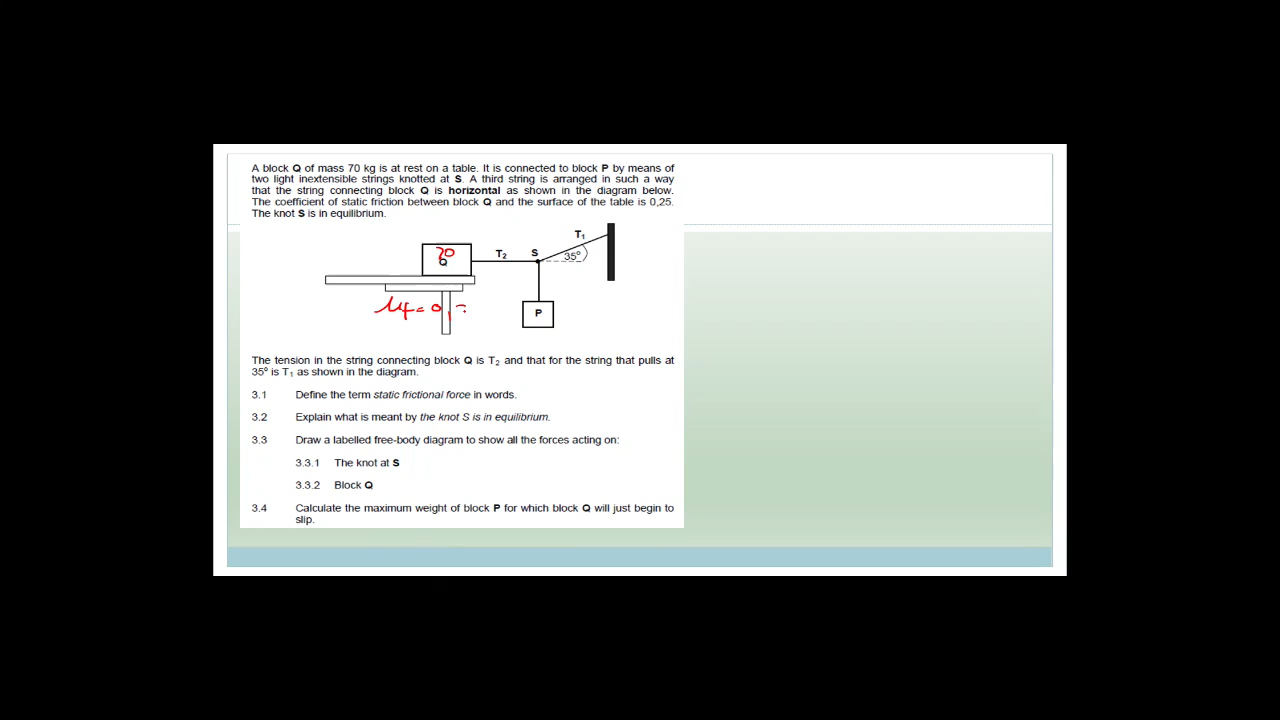 A block Q of mass 70 kg is at rest on a table. It is connected to block P by means of
two light inextensible strings knotted at S. A third string is arranged in such a way
that the string connecting block Q is horizontal as shown in the diagram below.
The coefficient of static friction between block Q and the surface of the table is 0,25.
The knot S is in equilibrium.
T1
T2
S
35°
70
Q
μf = 0,
P
The tension in the string connecting block Q is T2 and that for the string that pulls at
35° is T1 as shown in the diagram.
3.1 Define the term static frictional force in words.
3.2 Explain what is meant by the knot S is in equilibrium.
3.3 Draw a labelled free-body diagram to show all the forces acting on:
3.3.1 The knot at S
3.3.2 Block Q
3.4 Calculate the maximum weight of block P for which block Q will just begin to
slip.